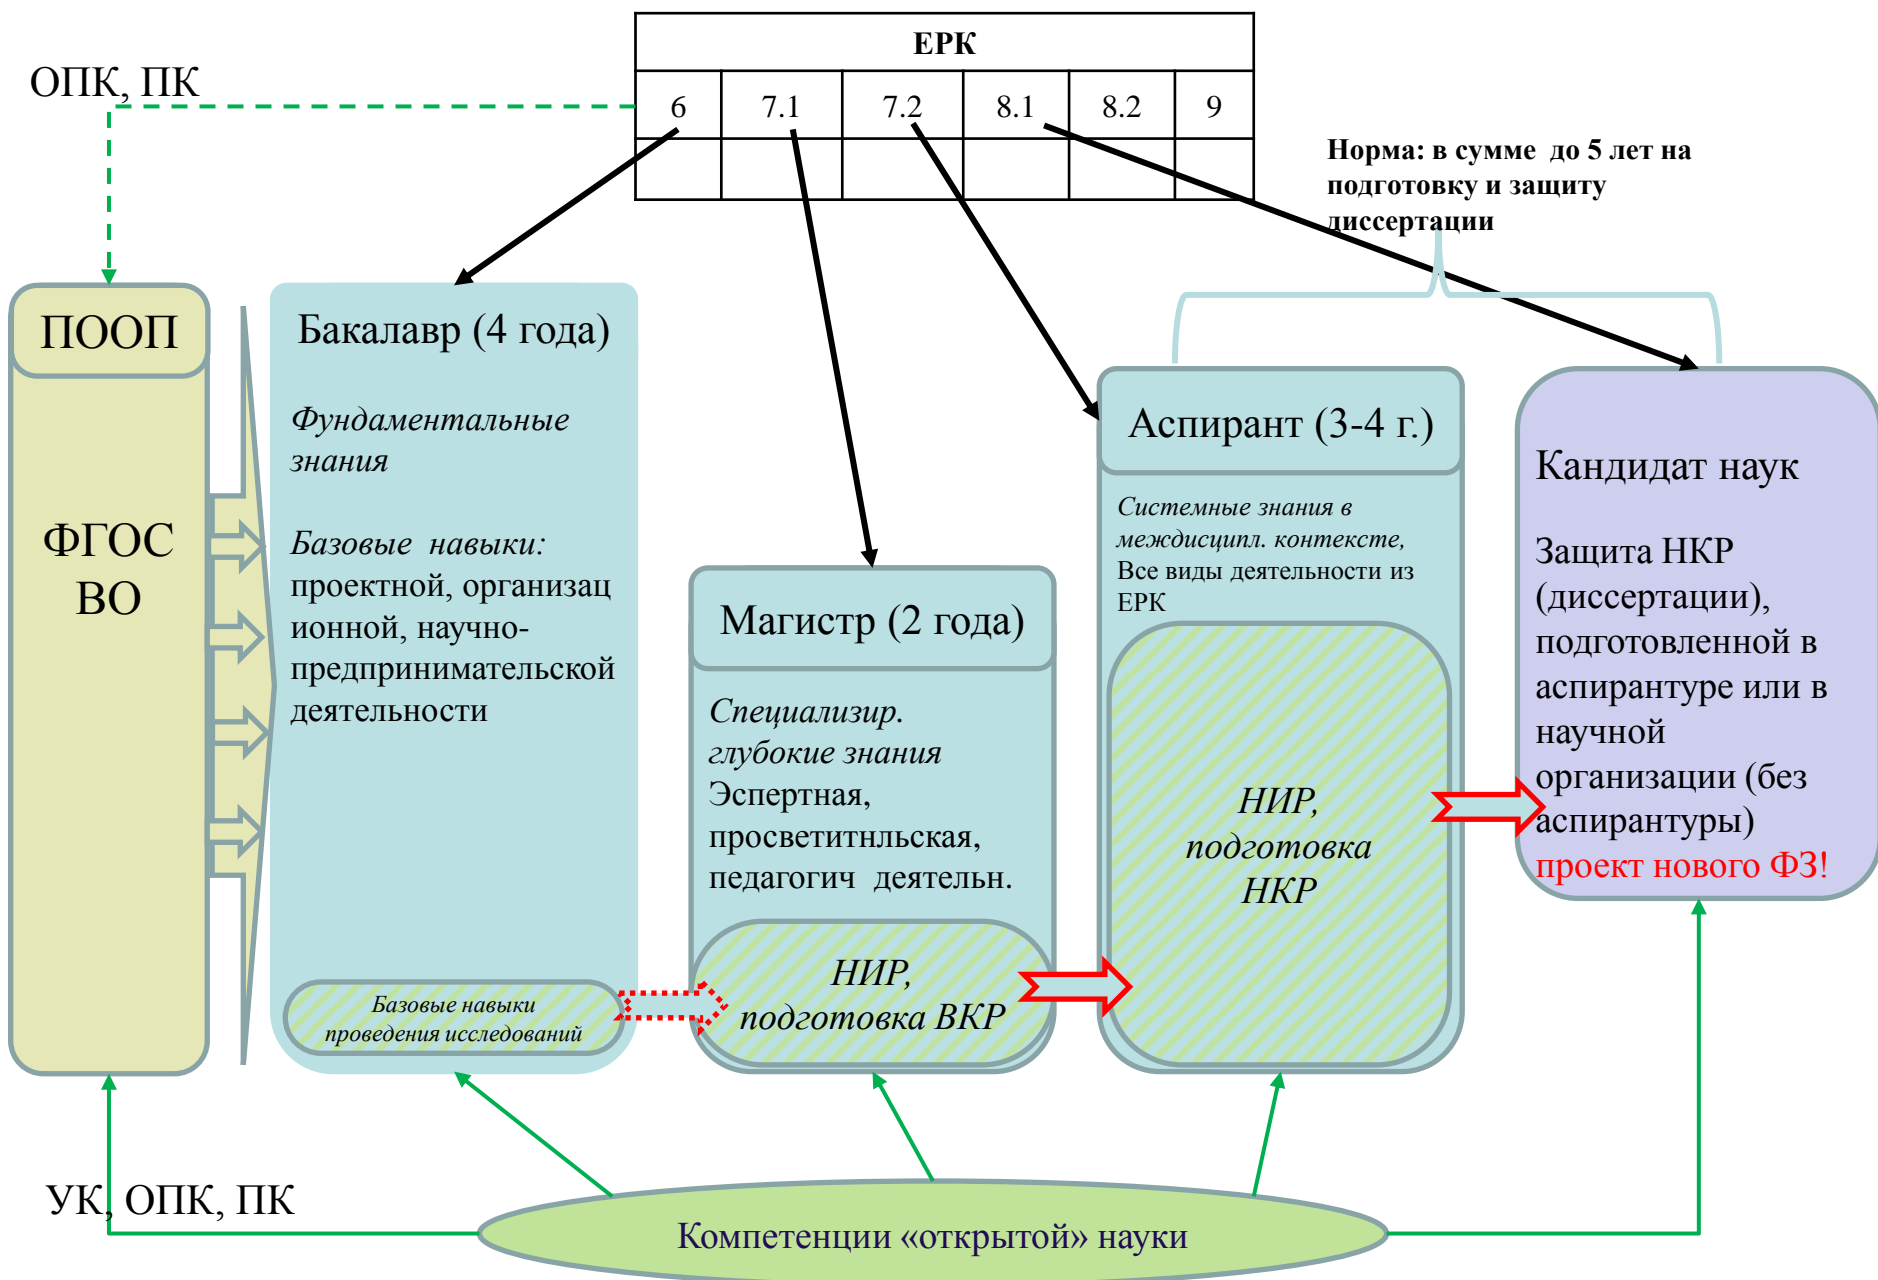 ЕРК
6 7.1 7.2 8.1 8.2 9
ОПК, ПК
Норма: в сумме до 5 лет на
подготовку и защиту
диссертации
ПООП
ФГОС
ВО
Бакалавр (4 года)
Фундаментальные
знания
Базовые навыки:
проектной, организац
ионной, научно-
предпринимательской
деятельности
Базовые навыки
проведения исследований
Магистр (2 года)
Специализир.
глубокие знания
Эспертная,
просветитнльская,
педагогич деятельн.
НИР,
подготовка ВКР
Аспирант (3-4 г.)
Системные знания в
междисципл. контексте,
Все виды деятельности из
ЕРК
НИР,
подготовка
НКР
Кандидат наук
Защита НКР
(диссертации),
подготовленной в
аспирантуре или в
научной
организации (без
аспирантуры)
проект нового ФЗ!
УК, ОПК, ПК
Компетенции «открытой» науки